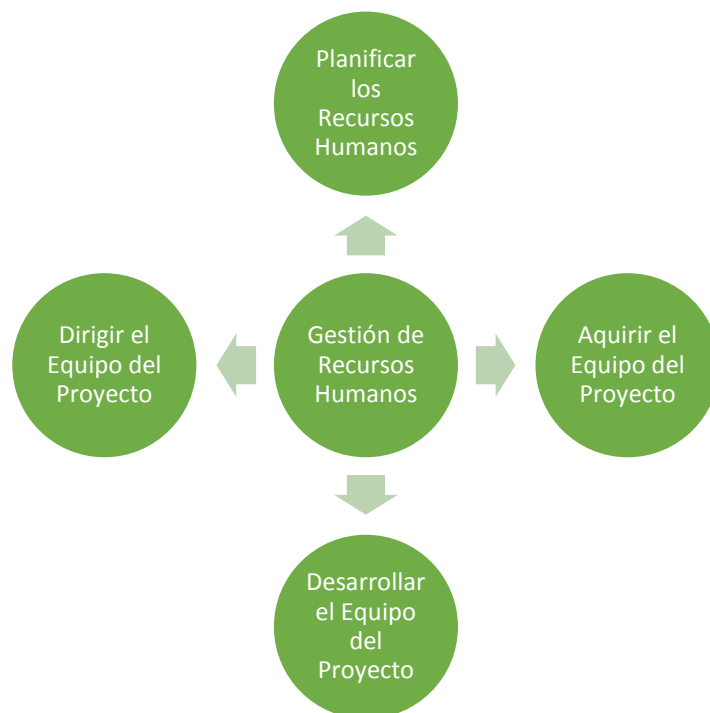 Planificar
los
Recursos
Humanos
Dirigir el
Equipo del
Proyecto
Gestión de
Recursos
Humanos
Aquirir el
Equipo del
Proyecto
Desarrollar
el Equipo
del
Proyecto